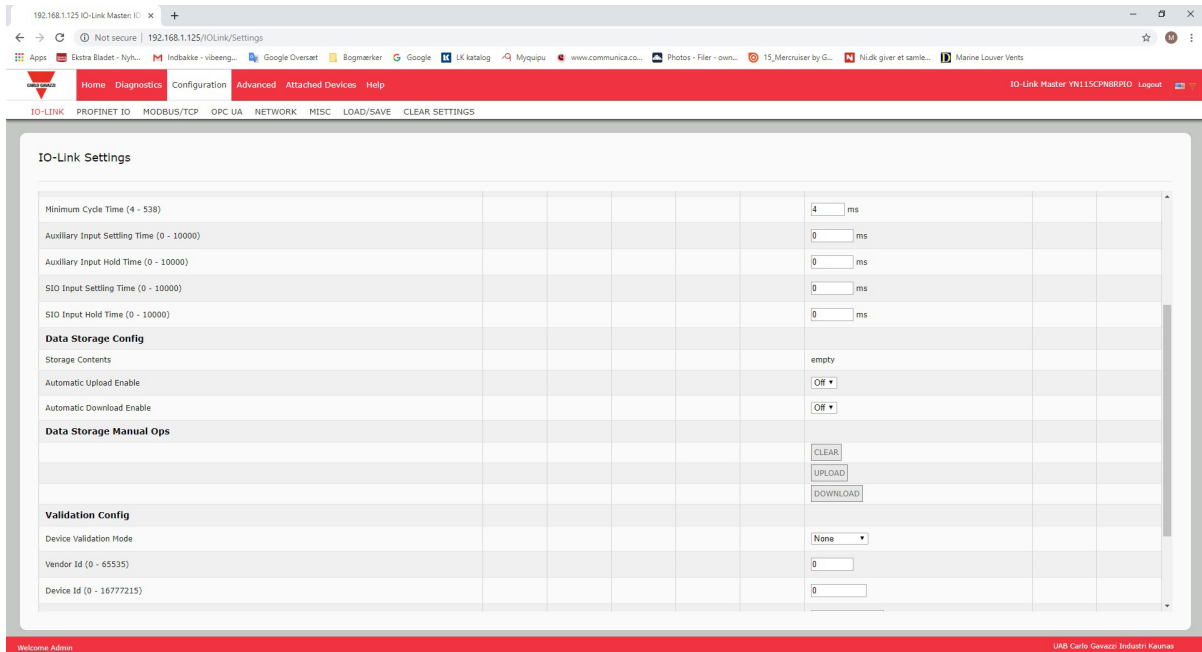 192.168.1.125 IO-Link Master: IO
Not secure | 192.168.1.125/IOLink/Settings
M
Apps Ekstra Bladet - Nyh... Indbakke - vibeeng... Google Oversæt Bogmærker Google LK katalog Myquipu www.communica.co... Photos - Filer - own... 15_Mercruiser by G... Ni.dk giver et samle... Marine Louver Vents
CARLO GAVAZZI Home Diagnostics Configuration Advanced Attached Devices Help IO-Link Master YN115CPN8RPIO Logout
IO-LINK PROFINET IO MODBUS/TCP OPC UA NETWORK MISC LOAD/SAVE CLEAR SETTINGS
IO-Link Settings
Minimum Cycle Time (4 - 538) 4 ms
Auxiliary Input Settling Time (0 - 10000) 0 ms
Auxiliary Input Hold Time (0 - 10000) 0 ms
SIO Input Settling Time (0 - 10000) 0 ms
SIO Input Hold Time (0 - 10000) 0 ms
Data Storage Config
Storage Contents empty
Automatic Upload Enable Off
Automatic Download Enable Off
Data Storage Manual Ops
CLEAR
UPLOAD
DOWNLOAD
Validation Config
Device Validation Mode None
Vendor Id (0 - 65535) 0
Device Id (0 - 16777215) 0
Welcome Admin UAB Carlo Gavazzi Industri Kaunas